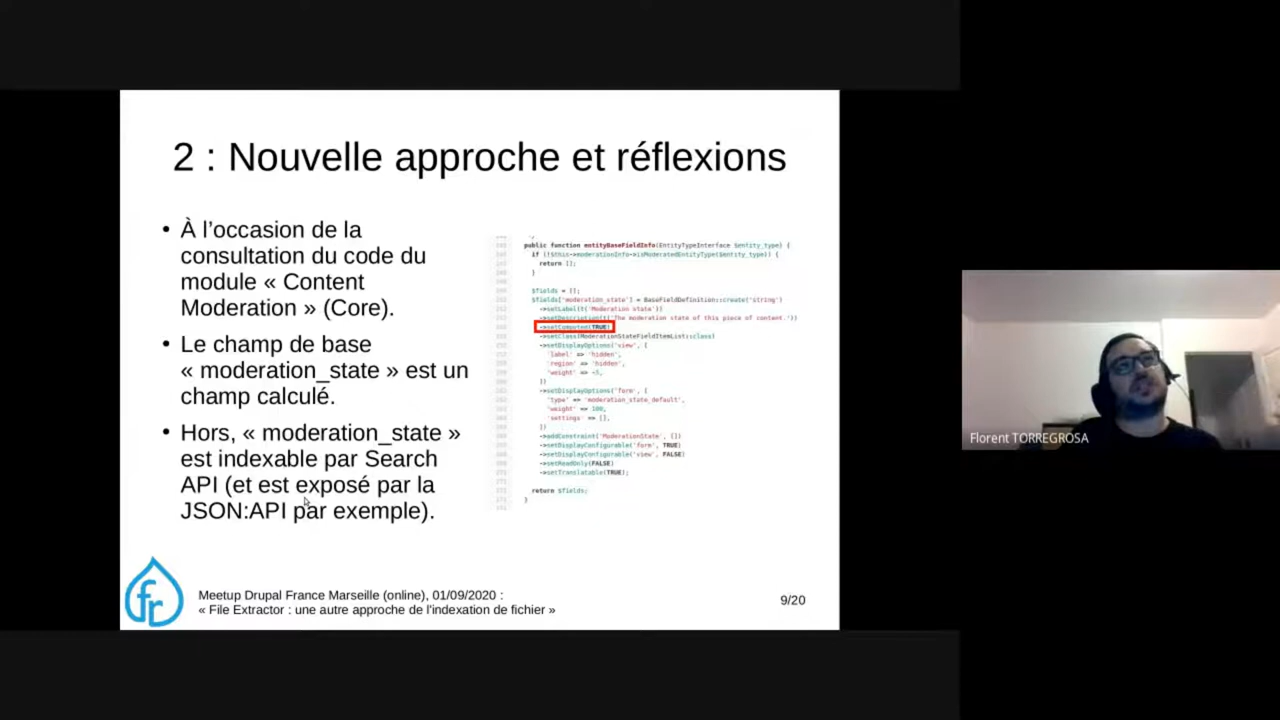 2 : Nouvelle approche et réflexions
• À l'occasion de la
consultation du code du
module « Content
Moderation » (Core).
• Le champ de base
« moderation_state » est un
champ calculé.
• Hors, « moderation_state »
est indexable par Search
API (et est exposé par la
JSON:API par exemple).
public function entityBaseFieldInfo(EntityTypeInterface $entity_type) {
if (!$this->moderationInfo->isModeratedEntityType($entity_type)) {
return [];
}
$fields = [];
$fields['moderation_state'] = BaseFieldDefinition::create('string')
->setLabel(t('Moderation state'))
->setDescription(t('The moderation state of this piece of content.'))
->setComputed(TRUE)
->setClass(ModerationStateFieldItemList::class)
->setDisplayOptions('view', [
'label' => 'hidden',
'region' => 'hidden',
'weight' => -5,
])
->setDisplayOptions('form', [
'type' => 'moderation_state_default',
'weight' => 100,
'settings' => [],
])
->addConstraint('ModerationState', [])
->setDisplayConfigurable('form', TRUE)
->setDisplayConfigurable('view', FALSE)
->setReadOnly(FALSE)
->setTranslatable(TRUE);
return $fields;
}
fr
Meetup Drupal France Marseille (online), 01/09/2020 :
« File Extractor : une autre approche de l'indexation de fichier »
9/20
Florent TORREGROSA